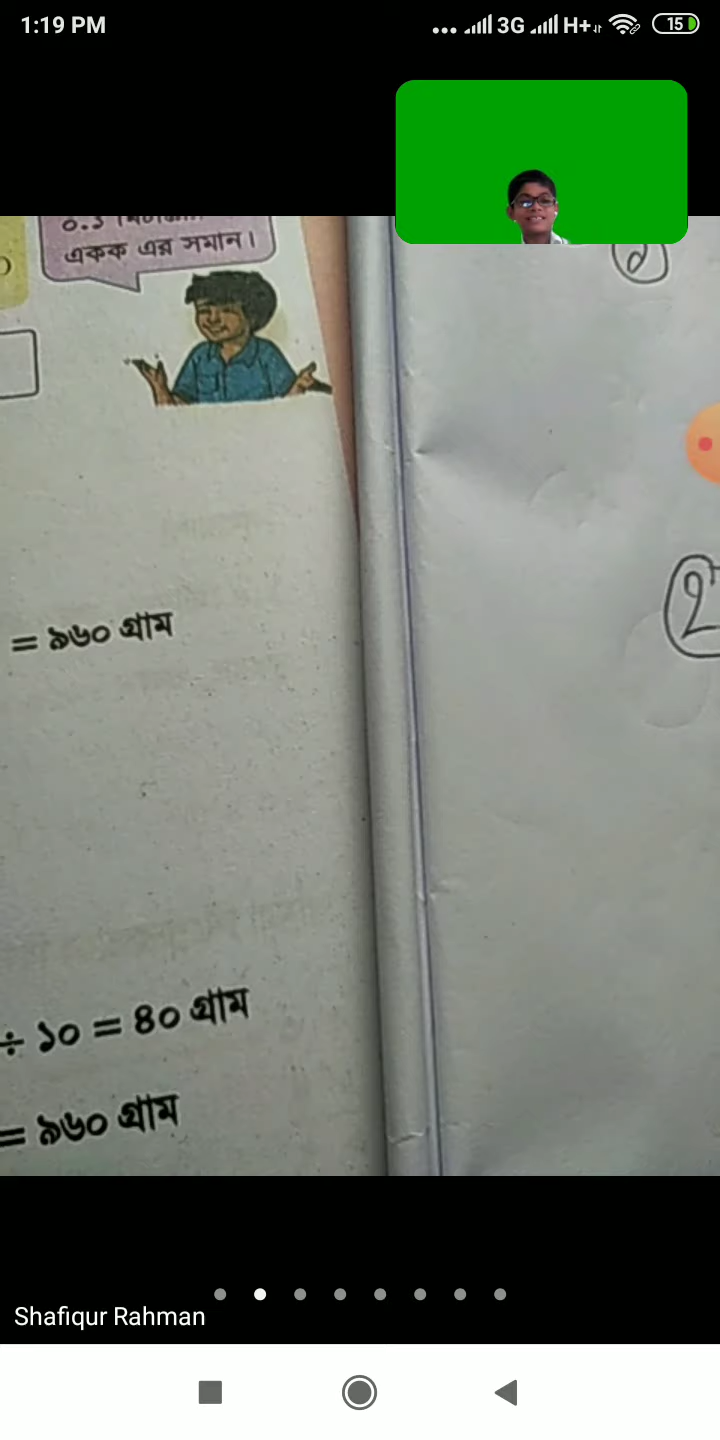 1:19 PM
3G H+ 15
একক এর সমান।
= ৯৬০ গ্রাম
÷ ১০ = ৪০ গ্রাম
= ৯৬০ গ্রাম
Shafiqur Rahman